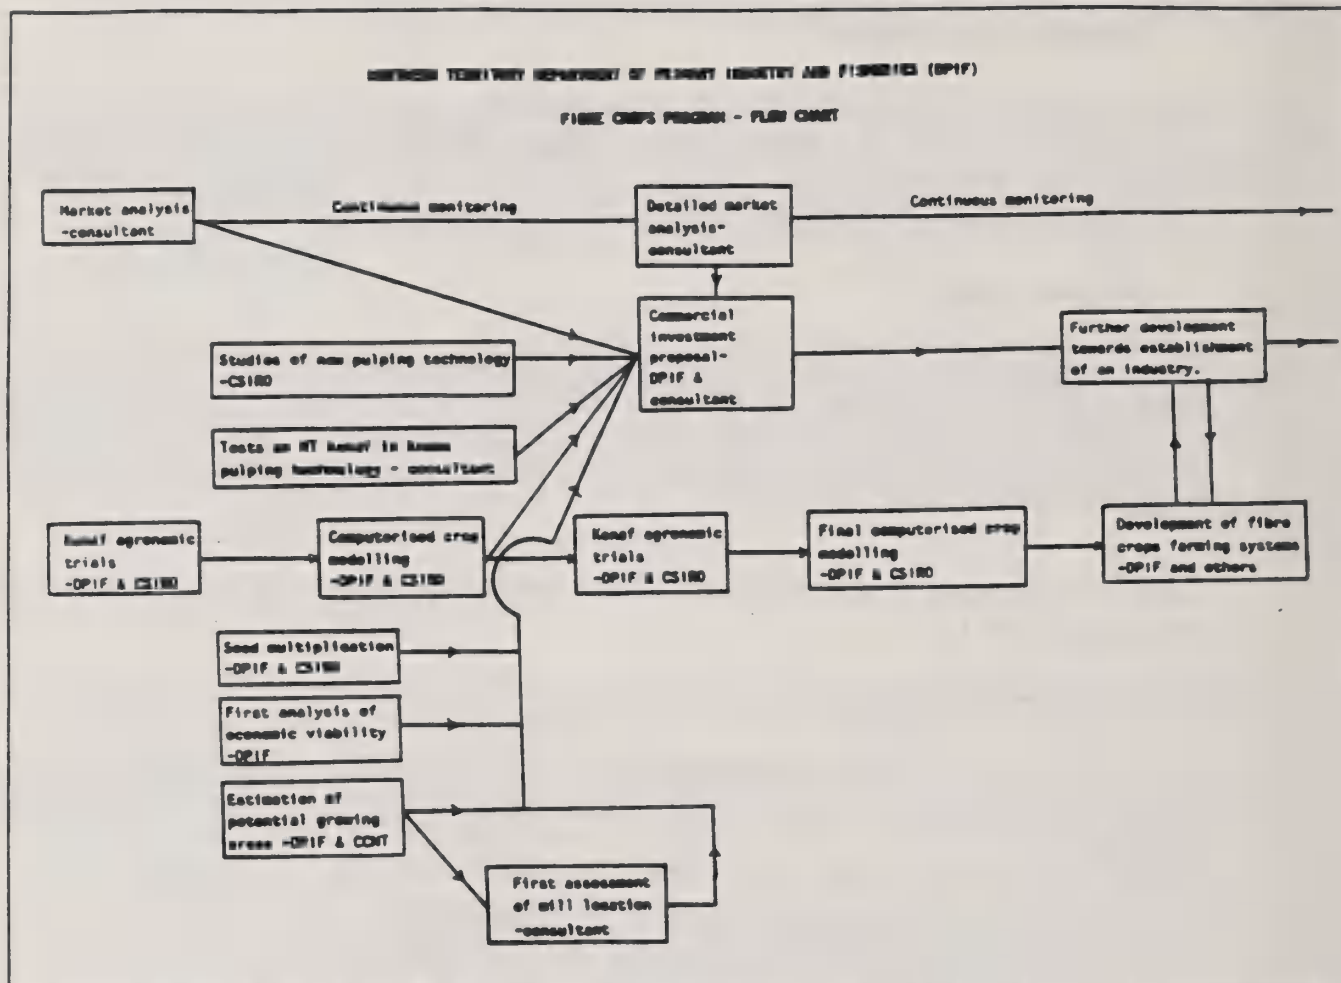 NORTHERN TERRITORY DEPARTMENT OF PRIMARY INDUSTRY AND FISHERIES (DPIF)
FIBRE CROPS PROGRAM - FLOW CHART
Market analysis
-consultant
Continuous monitoring
Detailed market
analysis-
consultant
Continuous monitoring
Commercial
investment
proposal-
DPIF &
consultant
Further development
towards establishment
of an industry.
Studies of new pulping technology
-CSIRO
Tests on NT kenaf in known
pulping technology - consultant
Kenaf agronomic
trials
-DPIF & CSIRO
Computerised crop
modelling
-DPIF & CSIRO
Kenaf agronomic
trials
-DPIF & CSIRO
Final computerised crop
modelling
-DPIF & CSIRO
Development of fibre
crops farming systems
-DPIF and others
Seed multiplication
-DPIF & CSIRO
First analysis of
economic viability
-DPIF
Estimation of
potential growing
areas -DPIF & CCNT
First assessment
of mill location
-consultant